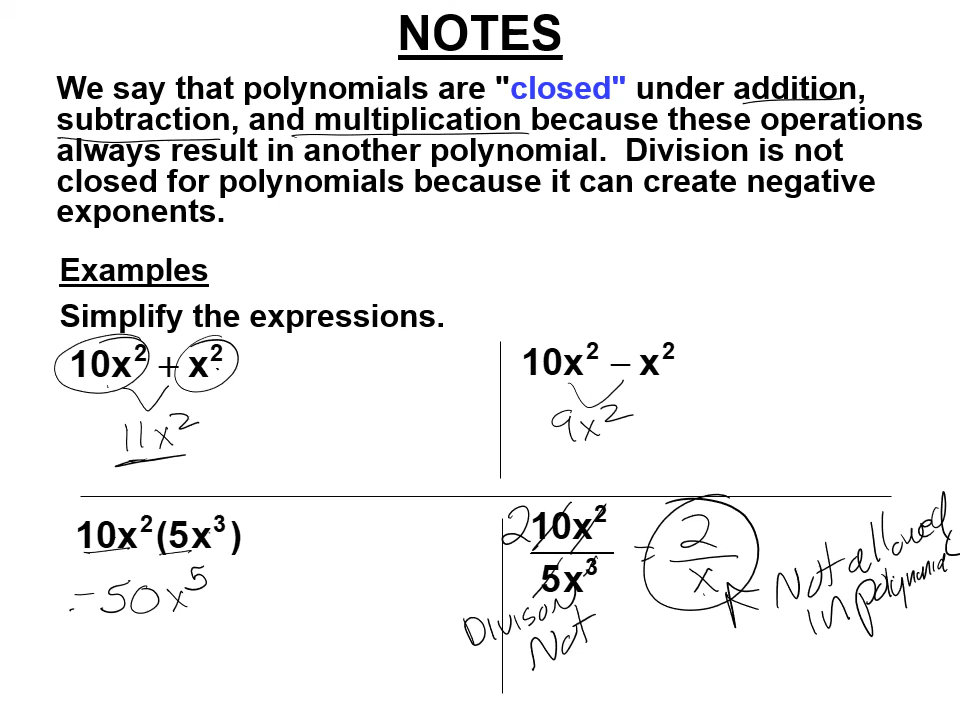 NOTES
We say that polynomials are "closed" under addition,
subtraction, and multiplication because these operations
always result in another polynomial. Division is not
closed for polynomials because it can create negative
exponents.
Examples
Simplify the expressions.
10x² + x²
11x²
10x² − x²
9x²
10x²(5x³)
= 50x⁵
2 10x²
5x³
= 2
x
Not allowed
in polynomial
Divison
Not